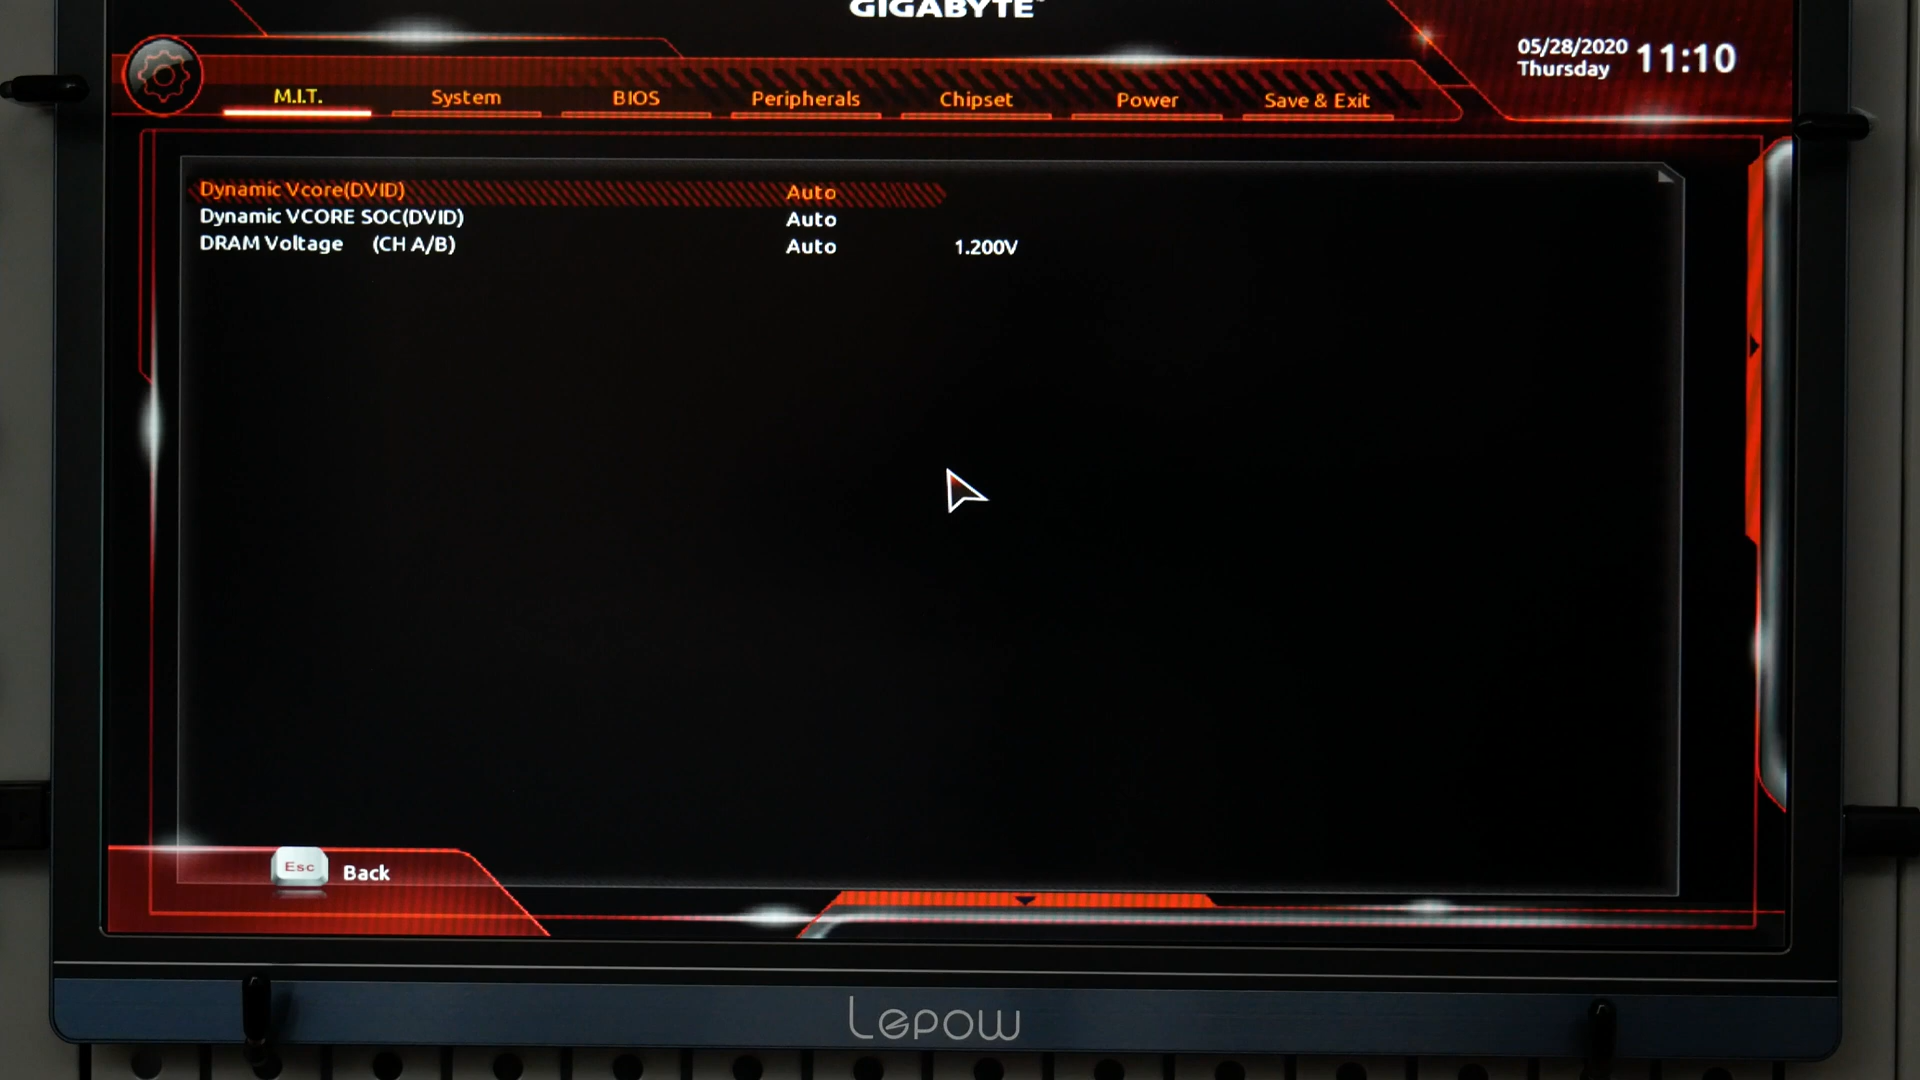 GIGABYTE™
05/28/2020
Thursday
11:10
M.I.T. System BIOS Peripherals Chipset Power Save & Exit
Dynamic Vcore(DVID) Auto
Dynamic VCORE SOC(DVID) Auto
DRAM Voltage (CH A/B) Auto 1.200V
Esc Back
Lepow